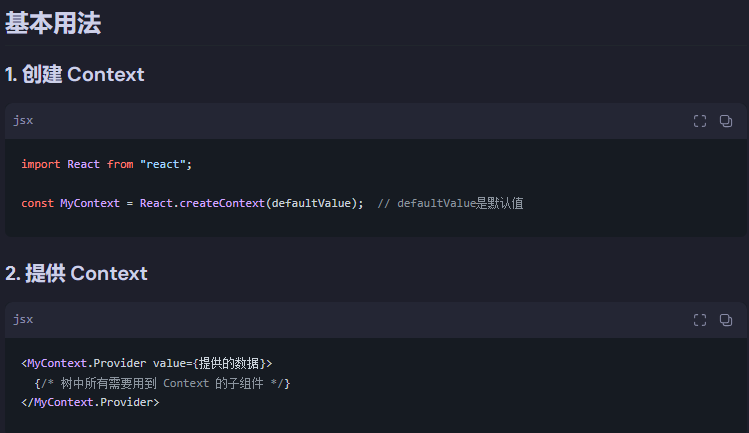 基本用法
1. 创建 Context
jsx
import React from "react";
const MyContext = React.createContext(defaultValue);  // defaultValue是默认值
2. 提供 Context
jsx
<MyContext.Provider value={提供的数据}>
  {/* 树中所有需要用到 Context 的子组件 */}
</MyContext.Provider>